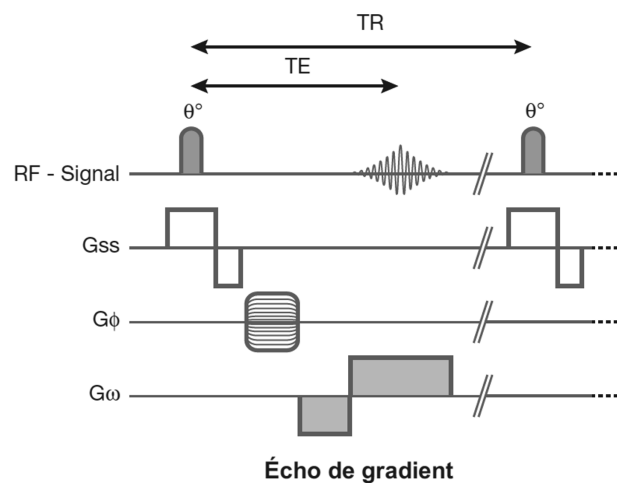 TR
TE
θ° θ°
RF - Signal
Gss
Gϕ
Gω
Écho de gradient